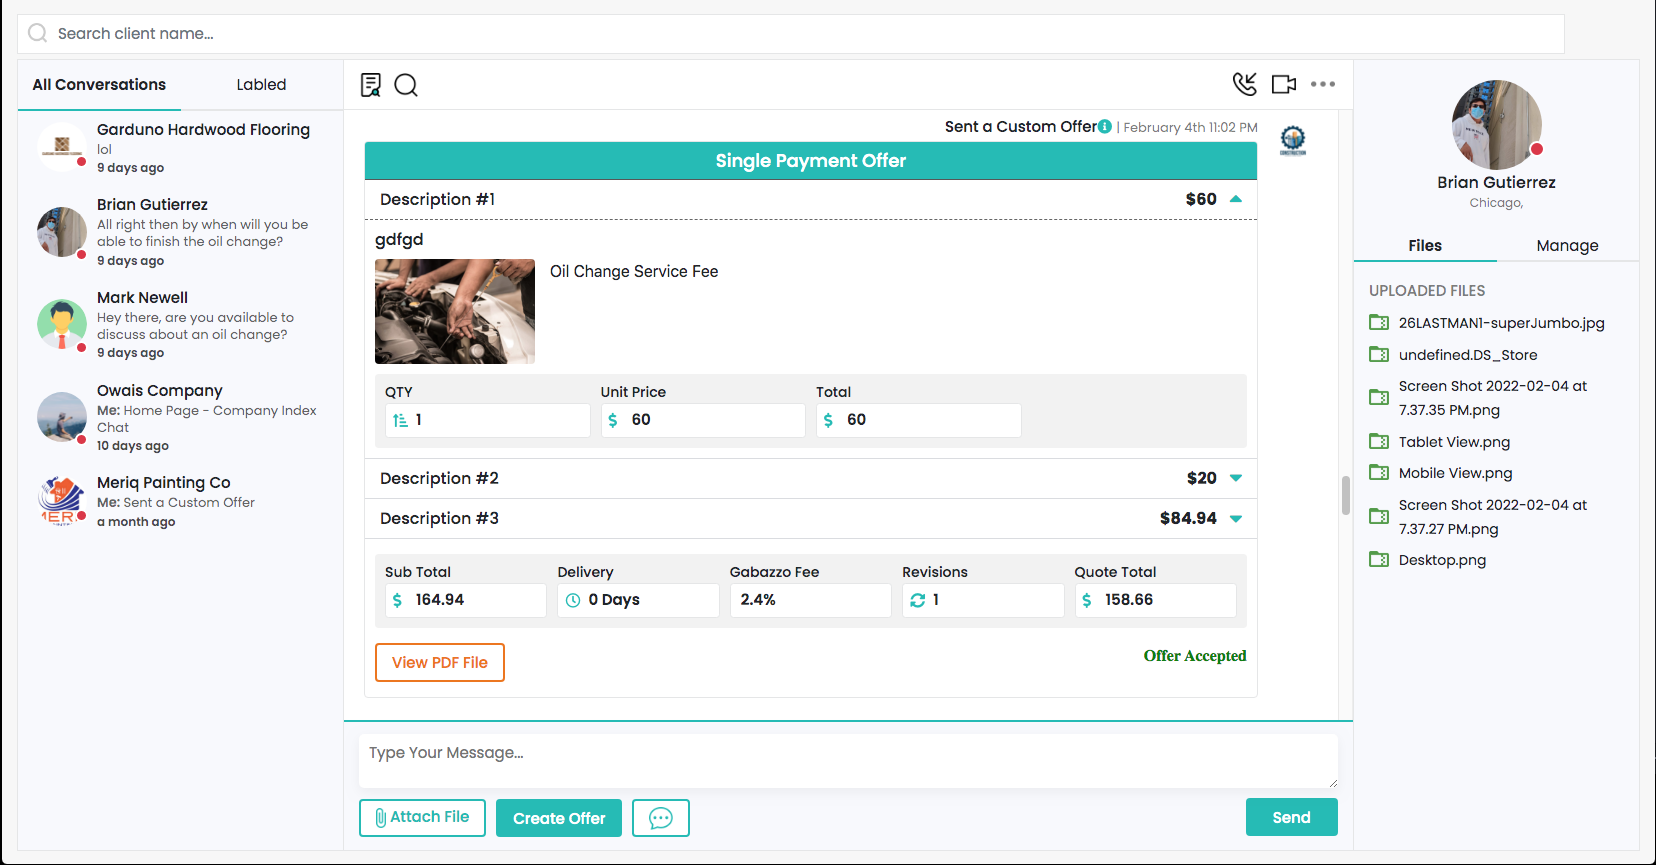 Search client name...
All Conversations
Labled
Garduno Hardwood Flooring
lol
9 days ago
Brian Gutierrez
All right then by when will you be
able to finish the oil change?
9 days ago
Mark Newell
Hey there, are you available to
discuss about an oil change?
9 days ago
Owais Company
Me: Home Page - Company Index
Chat
10 days ago
Meriq Painting Co
Me: Sent a Custom Offer
a month ago
Sent a Custom Offer | February 4th 11:02 PM
CONSTRUCTION
Single Payment Offer
Description #1 $60
gdfgd
Oil Change Service Fee
QTY Unit Price Total
1 $ 60 $ 60
Description #2 $20
Description #3 $84.94
Sub Total Delivery Gabazzo Fee Revisions Quote Total
$ 164.94 0 Days 2.4% 1 $ 158.66
View PDF File
Offer Accepted
Type Your Message...
Attach File
Create Offer
Send
Brian Gutierrez
Chicago,
Files Manage
UPLOADED FILES
26LASTMAN1-superJumbo.jpg
undefined.DS_Store
Screen Shot 2022-02-04 at
7.37.35 PM.png
Tablet View.png
Mobile View.png
Screen Shot 2022-02-04 at
7.37.27 PM.png
Desktop.png